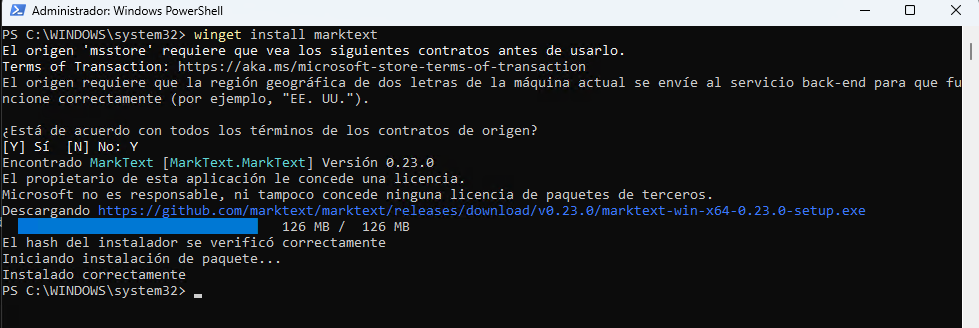 Administrador: Windows PowerShell
PS C:\WINDOWS\system32> winget install marktext
El origen 'msstore' requiere que vea los siguientes contratos antes de usarlo.
Terms of Transaction: https://aka.ms/microsoft-store-terms-of-transaction
El origen requiere que la región geográfica de dos letras de la máquina actual se envíe al servicio back-end para que fu
ncione correctamente (por ejemplo, "EE. UU.").
¿Está de acuerdo con todos los términos de los contratos de origen?
[Y] Sí  [N] No: Y
Encontrado MarkText [MarkText.MarkText] Versión 0.23.0
El propietario de esta aplicación le concede una licencia.
Microsoft no es responsable, ni tampoco concede ninguna licencia de paquetes de terceros.
Descargando https://github.com/marktext/marktext/releases/download/v0.23.0/marktext-win-x64-0.23.0-setup.exe
126 MB /  126 MB
El hash del instalador se verificó correctamente
Iniciando instalación de paquete...
Instalado correctamente
PS C:\WINDOWS\system32>